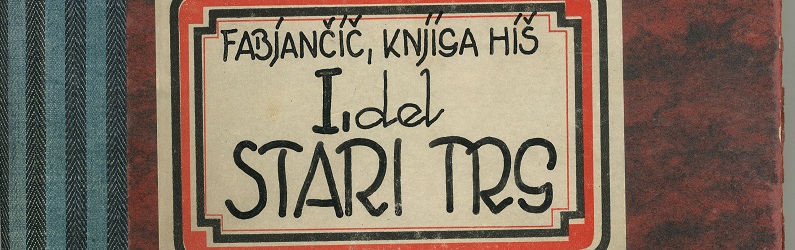 FABJANČIČ, KNJIGA HIŠ
I. del
STARI TRG